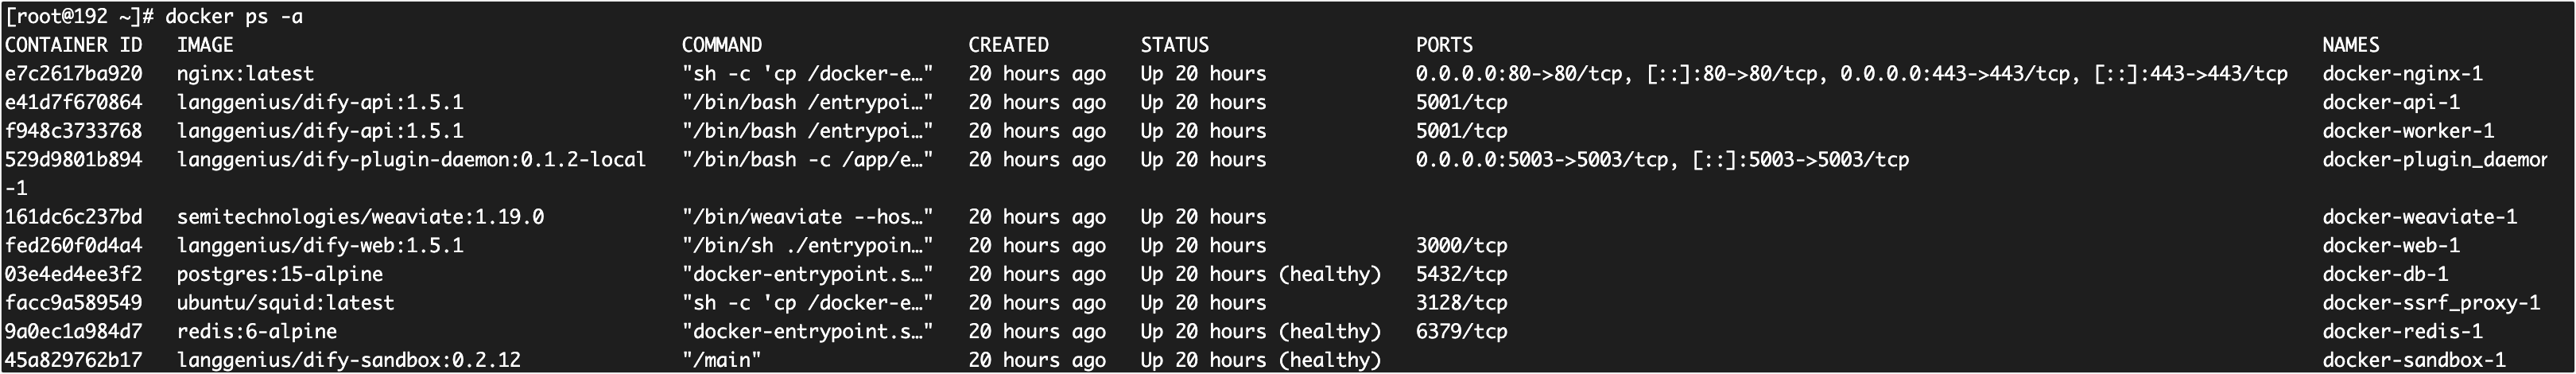 [root@192 ~]# docker ps -a
CONTAINER ID   IMAGE                                       COMMAND                  CREATED        STATUS                  PORTS                                                                          NAMES
e7c2617ba920   nginx:latest                                "sh -c 'cp /docker-e…"   20 hours ago   Up 20 hours             0.0.0.0:80->80/tcp, [::]:80->80/tcp, 0.0.0.0:443->443/tcp, [::]:443->443/tcp   docker-nginx-1
e41d7f670864   langgenius/dify-api:1.5.1                   "/bin/bash /entrypoi…"   20 hours ago   Up 20 hours             5001/tcp                                                                       docker-api-1
f948c3733768   langgenius/dify-api:1.5.1                   "/bin/bash /entrypoi…"   20 hours ago   Up 20 hours             5001/tcp                                                                       docker-worker-1
529d9801b894   langgenius/dify-plugin-daemon:0.1.2-local   "/bin/bash -c /app/e…"   20 hours ago   Up 20 hours             0.0.0.0:5003->5003/tcp, [::]:5003->5003/tcp                                    docker-plugin_daemon
-1
161dc6c237bd   semitechnologies/weaviate:1.19.0            "/bin/weaviate --hos…"   20 hours ago   Up 20 hours                                                                                            docker-weaviate-1
fed260f0d4a4   langgenius/dify-web:1.5.1                   "/bin/sh ./entrypoin…"   20 hours ago   Up 20 hours             3000/tcp                                                                       docker-web-1
03e4ed4ee3f2   postgres:15-alpine                          "docker-entrypoint.s…"   20 hours ago   Up 20 hours (healthy)   5432/tcp                                                                       docker-db-1
facc9a589549   ubuntu/squid:latest                         "sh -c 'cp /docker-e…"   20 hours ago   Up 20 hours             3128/tcp                                                                       docker-ssrf_proxy-1
9a0ec1a984d7   redis:6-alpine                              "docker-entrypoint.s…"   20 hours ago   Up 20 hours (healthy)   6379/tcp                                                                       docker-redis-1
45a829762b17   langgenius/dify-sandbox:0.2.12              "/main"                  20 hours ago   Up 20 hours (healthy)                                                                                  docker-sandbox-1